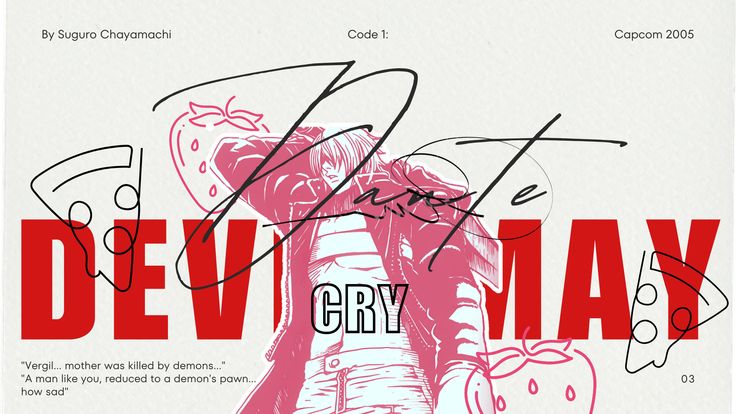 By Suguro Chayamachi
Code 1:
Capcom 2005
Dante
DEVIL MAY
CRY
"Vergil... mother was killed by demons..."
"A man like you, reduced to a demon's pawn...
how sad"
03